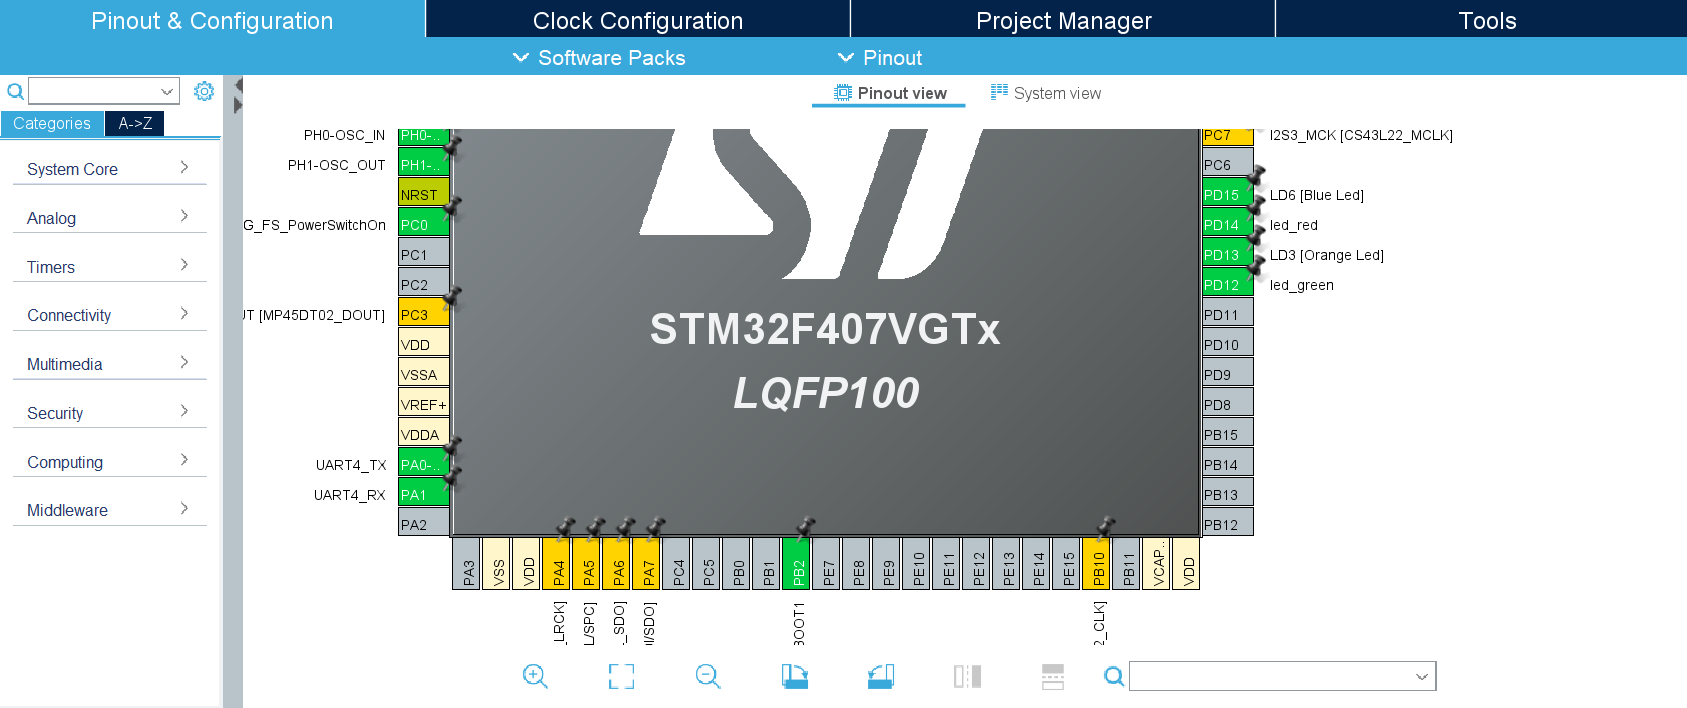 Pinout & Configuration
Clock Configuration
Project Manager
Tools
Software Packs
Pinout
Pinout view
System view
Categories
A->Z
System Core
Analog
Timers
Connectivity
Multimedia
Security
Computing
Middleware
PH0-OSC_IN
PH0-..
PH1-OSC_OUT
PH1-..
NRST
G_FS_PowerSwitchOn
PC0
PC1
PC2
[MP45DT02_DOUT]
PC3
VDD
VSSA
VREF+
VDDA
UART4_TX
PA0-..
UART4_RX
PA1
PA2
STM32F407VGTx
LQFP100
PC7
I2S3_MCK [CS43L22_MCLK]
PC6
PD15
LD6 [Blue Led]
PD14
led_red
PD13
LD3 [Orange Led]
PD12
led_green
PD11
PD10
PD9
PD8
PB15
PB14
PB13
PB12
PA3
VSS
VDD
PA4
PA5
PA6
PA7
PC4
PC5
PB0
PB1
PB2
PE7
PE8
PE9
PE10
PE11
PE12
PE13
PE14
PE15
PB10
PB11
VCAP..
VDD
_LRCK]
L/SPC]
_SDO]
I/SDO]
BOOT1
2_CLK]